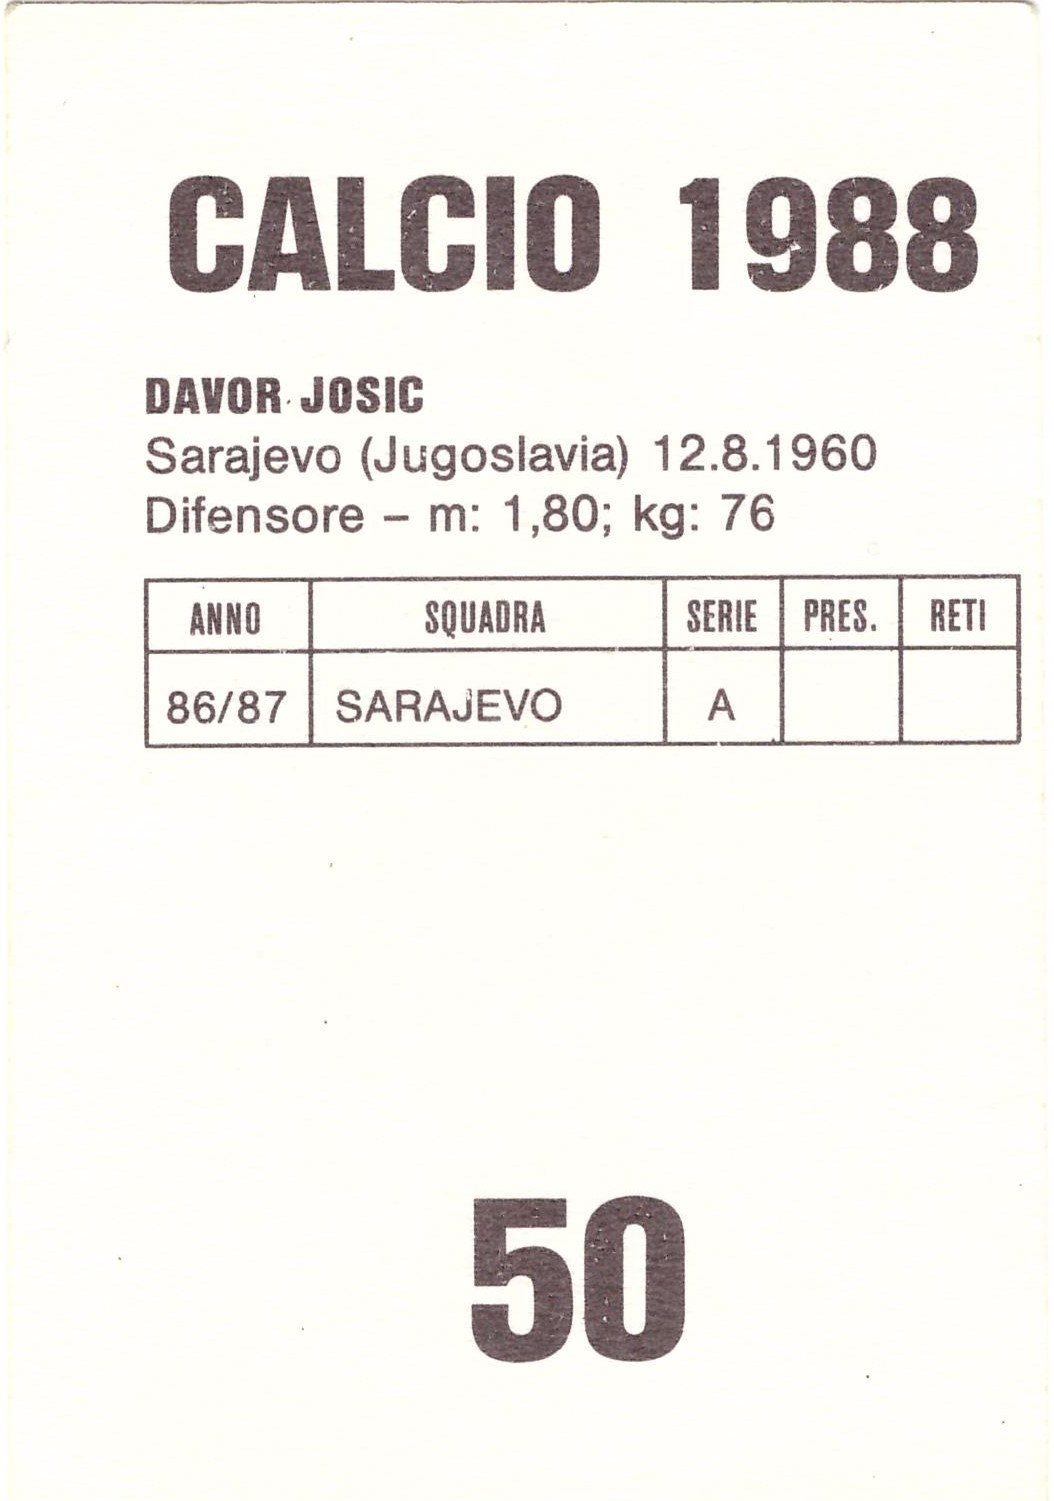 CALCIO 1988
DAVOR JOSIC
Sarajevo (Jugoslavia) 12.8.1960
Difensore – m: 1,80; kg: 76
ANNO SQUADRA SERIE PRES. RETI
86/87 SARAJEVO A
50